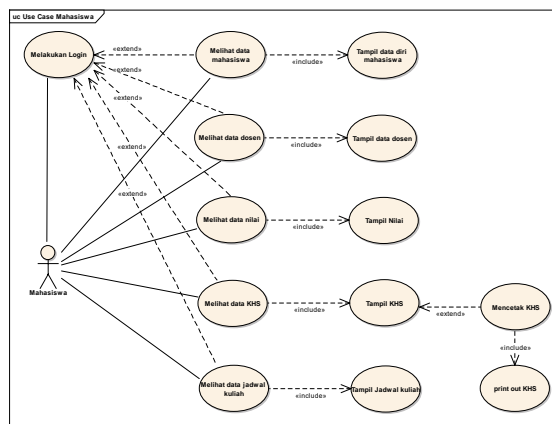 uc Use Case Mahasiswa
Melakukan Login
«extend»
Melihat data
mahasiswa
«include»
Tampil data diri
mahasiswa
«extend»
Melihat data dosen
«include»
Tampil data dosen
«extend»
«extend»
Melihat data nilai
«include»
Tampil Nilai
Mahasiswa
Melihat data KHS
«include»
Tampil KHS
«extend»
Mencetak KHS
«include»
print out KHS
Melihat data jadwal
kuliah
«include»
Tampil Jadwal kuliah